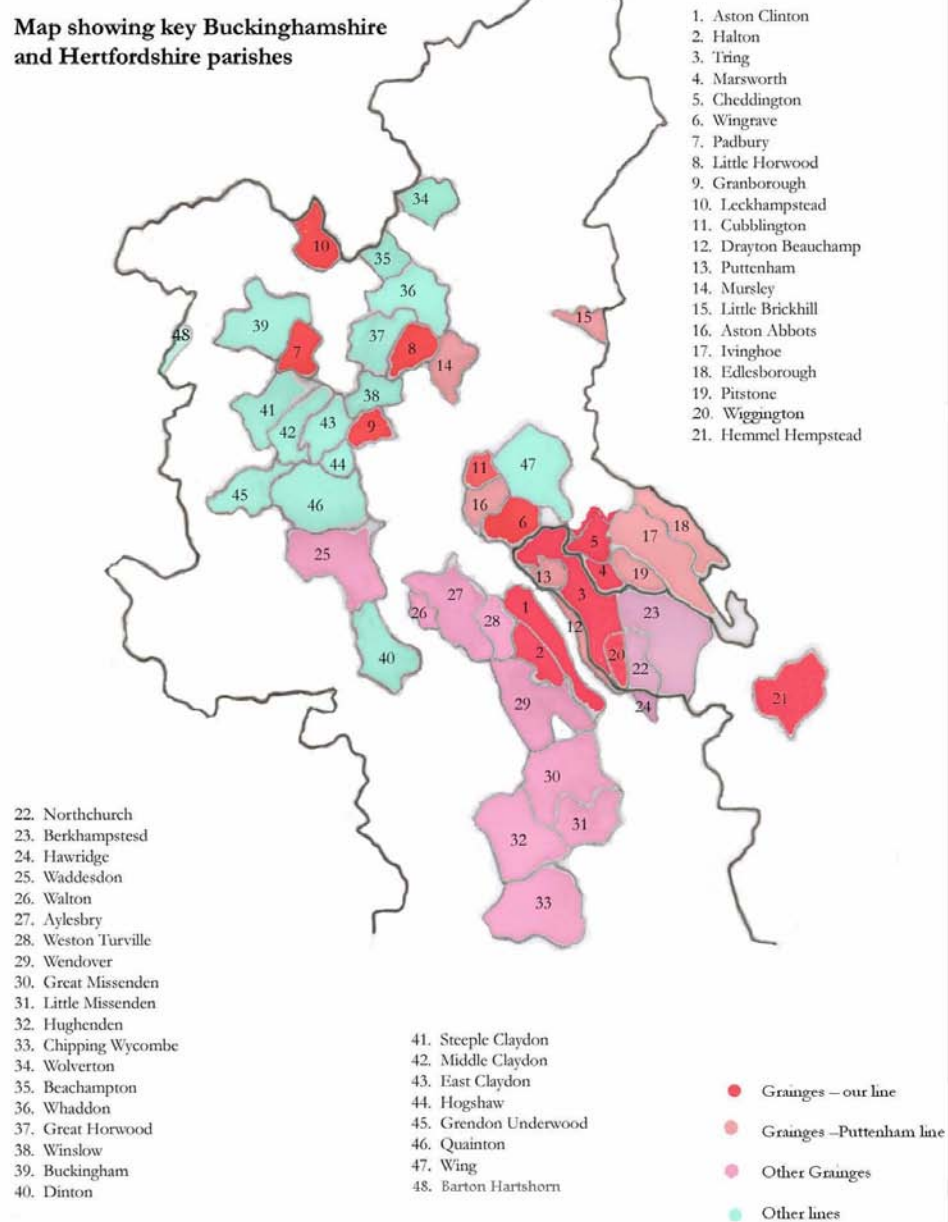 Map showing key Buckinghamshire
and Hertfordshire parishes
1. Aston Clinton
2. Halton
3. Tring
4. Marsworth
5. Cheddington
6. Wingrave
7. Padbury
8. Little Horwood
9. Granborough
10. Leckhampstead
11. Cubblington
12. Drayton Beauchamp
13. Puttenham
14. Mursley
15. Little Brickhill
16. Aston Abbots
17. Ivinghoe
18. Edlesborough
19. Pitstone
20. Wiggington
21. Hemmel Hempstead
34
10
35
36
39
48
7
37
8
14
15
38
41
43
42
9
44
45
46
11
47
16
6
25
5
17
18
13
4
19
3
27
26
28
1
12
23
2
20
22
40
29
24
21
30
31
32
33
22. Northchurch
23. Berkhampstesd
24. Hawridge
25. Waddesdon
26. Walton
27. Aylesbry
28. Weston Turville
29. Wendover
30. Great Missenden
31. Little Missenden
32. Hughenden
33. Chipping Wycombe
34. Wolverton
35. Beachampton
36. Whaddon
37. Great Horwood
38. Winslow
39. Buckingham
40. Dinton
41. Steeple Claydon
42. Middle Claydon
43. East Claydon
44. Hogshaw
45. Grendon Underwood
46. Quainton
47. Wing
48. Barton Hartshorn
Grainges – our line
Grainges –Puttenham line
Other Grainges
Other lines